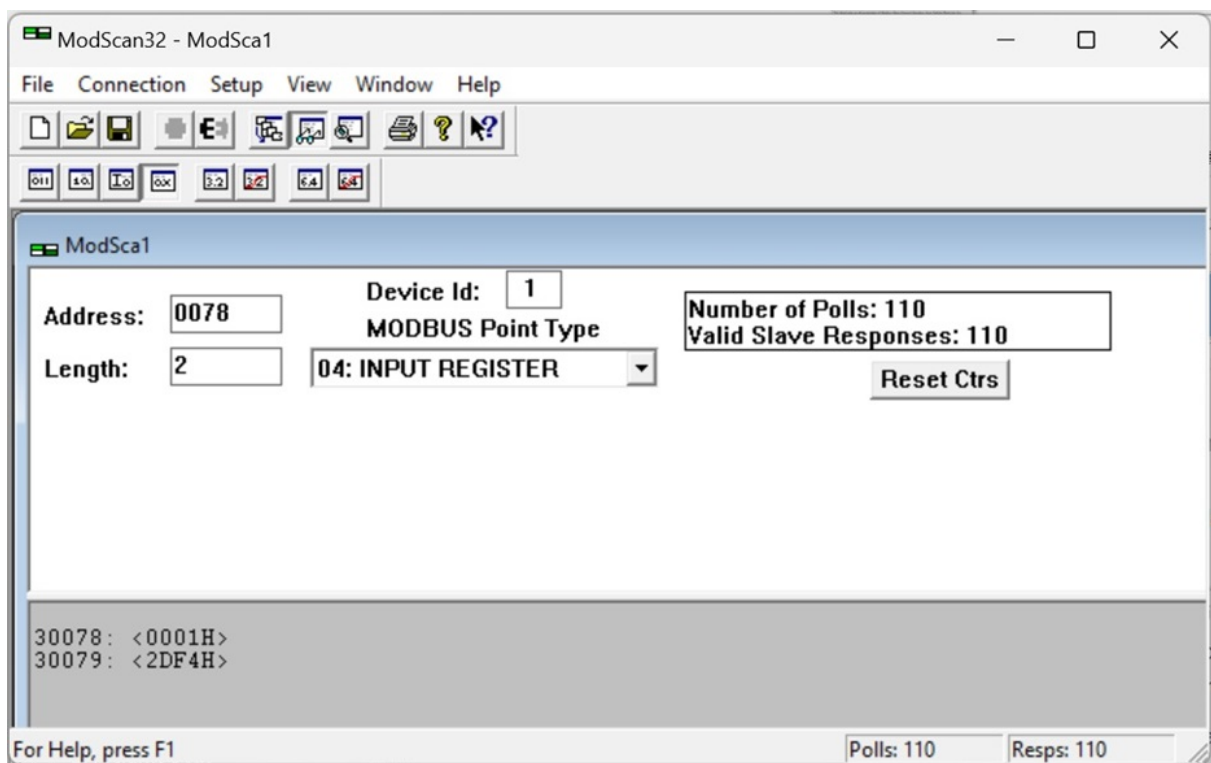 ModScan32 - ModSca1
File Connection Setup View Window Help
ModSca1
Address: 0078
Device Id: 1
MODBUS Point Type
Length: 2
04: INPUT REGISTER
Number of Polls: 110
Valid Slave Responses: 110
Reset Ctrs
30078: <0001H>
30079: <2DF4H>
For Help, press F1
Polls: 110
Resps: 110